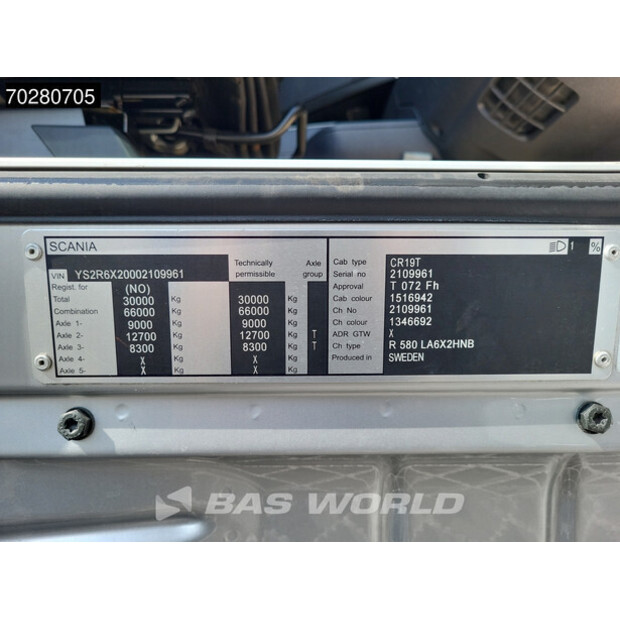 70280705
SCANIA
1 %
VIN YS2R6X20002109961
Technically permissible Axle group
Regist. for (NO)
Total 30000 Kg 30000 Kg
Combination 66000 Kg 66000 Kg
Axle 1- 9000 Kg 9000 Kg
Axle 2- 12700 Kg 12700 Kg T
Axle 3- 8300 Kg 8300 Kg T
Axle 4- X Kg X Kg
Axle 5- X Kg X Kg
Cab type CR19T
Serial no 2109961
Approval T 072 Fh
Cab colour 1516942
Ch No 2109961
Ch colour 1346692
ADR GTW X
Ch type R 580 LA6X2HNB
Produced in SWEDEN
BAS WORLD